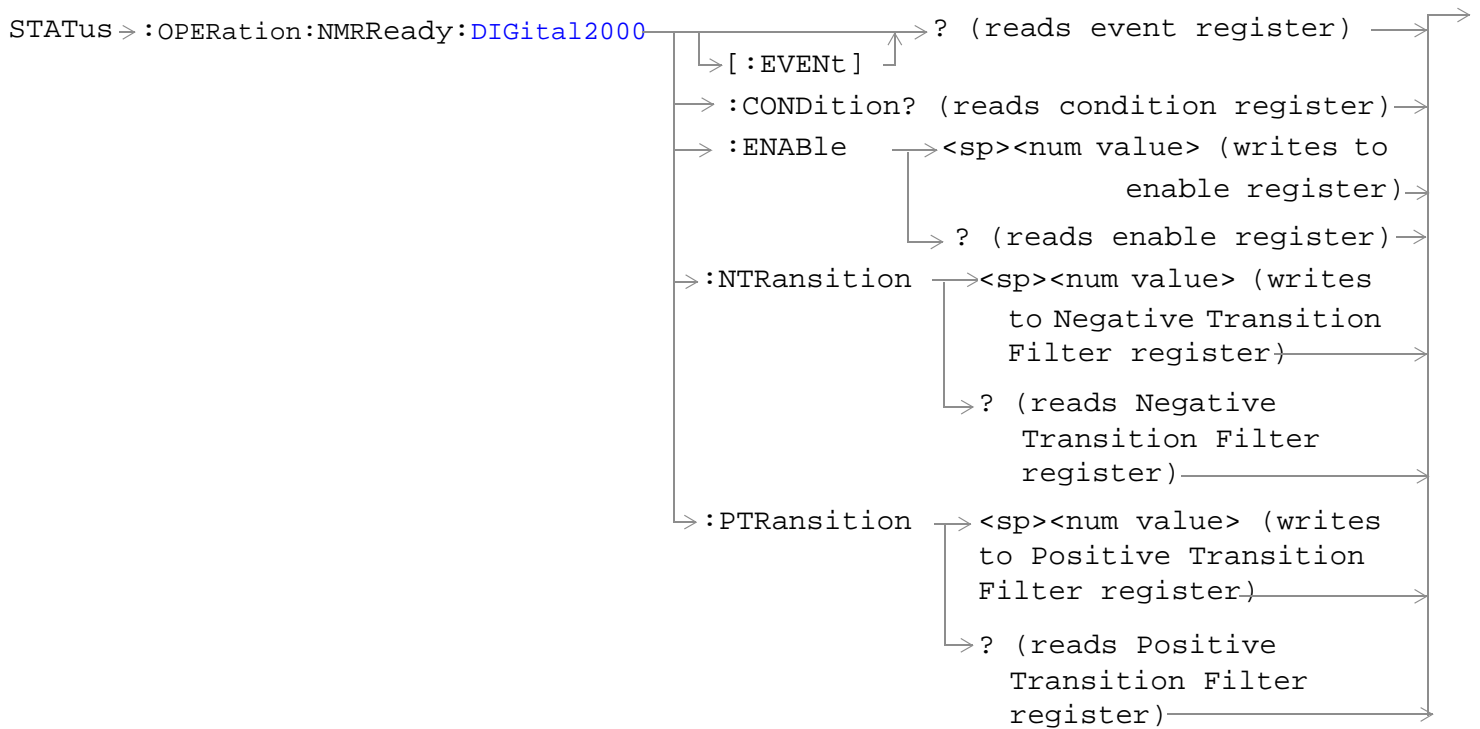 STATus :OPERation:NMRReady:DIGital2000 ? (reads event register)
[:EVENt]
:CONDition? (reads condition register)
:ENABle <sp><num value> (writes to
enable register)
? (reads enable register)
:NTRansition <sp><num value> (writes
to Negative Transition
Filter register)
? (reads Negative
Transition Filter
register)
:PTRansition <sp><num value> (writes
to Positive Transition
Filter register)
? (reads Positive
Transition Filter
register)